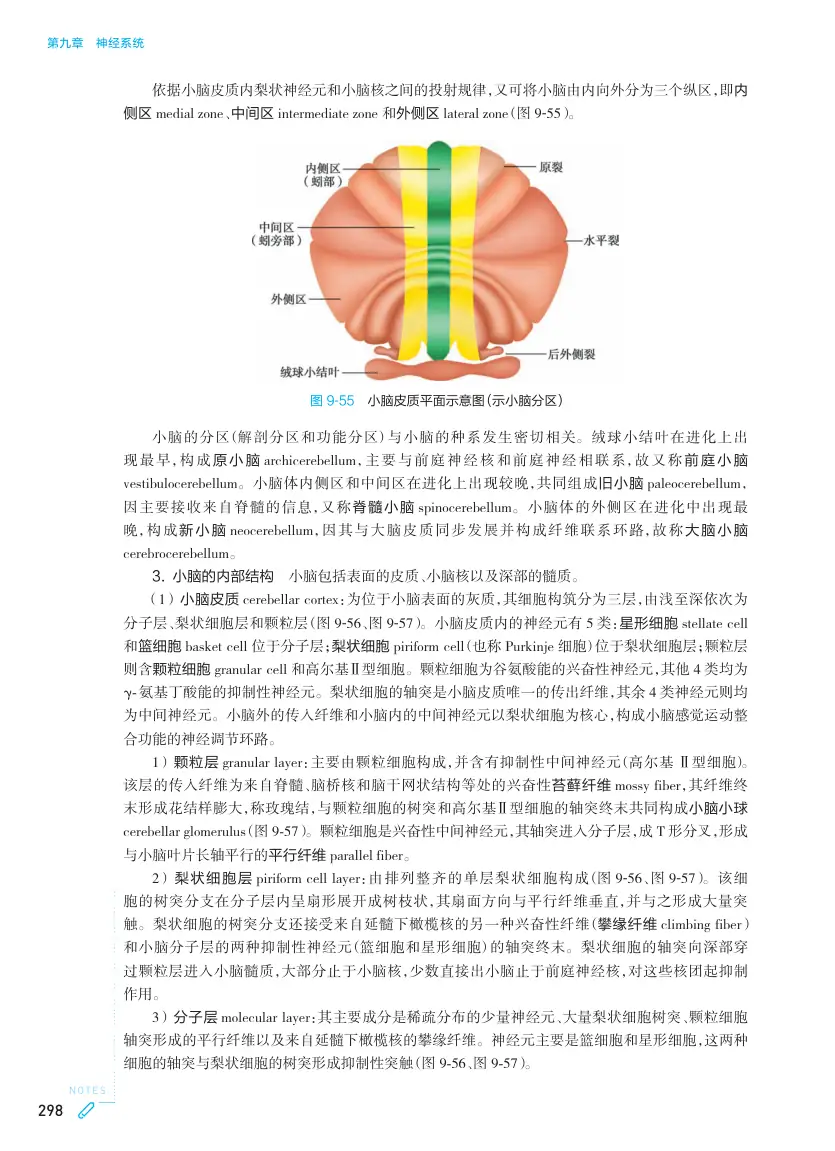 第九章 神经系统
依据小脑皮质内梨状神经元和小脑核之间的投射规律,又可将小脑由内向外分为三个纵区,即内
侧区 medial zone、中间区 intermediate zone 和外侧区 lateral zone(图 9-55)。
内侧区
(蚓部)
原裂
中间区
(蚓旁部)
水平裂
外侧区
后外侧裂
绒球小结叶
图 9-55 小脑皮质平面示意图(示小脑分区)
小脑的分区(解剖分区和功能分区)与小脑的种系发生密切相关。绒球小结叶在进化上出
现最早,构成原小脑 archicerebellum,主要与前庭神经核和前庭神经相联系,故又称前庭小脑
vestibulocerebellum。小脑体内侧区和中间区在进化上出现较晚,共同组成旧小脑 paleocerebellum,
因主要接收来自脊髓的信息,又称脊髓小脑 spinocerebellum。小脑体的外侧区在进化中出现最
晚,构成新小脑 neocerebellum,因其与大脑皮质同步发展并构成纤维联系环路,故称大脑小脑
cerebrocerebellum。
3. 小脑的内部结构 小脑包括表面的皮质、小脑核以及深部的髓质。
(1)小脑皮质 cerebellar cortex:为位于小脑表面的灰质,其细胞构筑分为三层,由浅至深依次为
分子层、梨状细胞层和颗粒层(图 9-56、图 9-57)。小脑皮质内的神经元有 5 类:星形细胞 stellate cell
和篮细胞 basket cell 位于分子层;梨状细胞 piriform cell(也称 Purkinje 细胞)位于梨状细胞层;颗粒层
则含颗粒细胞 granular cell 和高尔基Ⅱ型细胞。颗粒细胞为谷氨酸能的兴奋性神经元,其他 4 类均为
γ- 氨基丁酸能的抑制性神经元。梨状细胞的轴突是小脑皮质唯一的传出纤维,其余 4 类神经元则均
为中间神经元。小脑外的传入纤维和小脑内的中间神经元以梨状细胞为核心,构成小脑感觉运动整
合功能的神经调节环路。
1)颗粒层 granular layer:主要由颗粒细胞构成,并含有抑制性中间神经元(高尔基 Ⅱ型细胞)。
该层的传入纤维为来自脊髓、脑桥核和脑干网状结构等处的兴奋性苔藓纤维 mossy fiber,其纤维终
末形成花结样膨大,称玫瑰结,与颗粒细胞的树突和高尔基Ⅱ型细胞的轴突终末共同构成小脑小球
cerebellar glomerulus(图 9-57)。颗粒细胞是兴奋性中间神经元,其轴突进入分子层,成 T 形分叉,形成
与小脑叶片长轴平行的平行纤维 parallel fiber。
2)梨状细胞层 piriform cell layer:由排列整齐的单层梨状细胞构成(图 9-56、图 9-57)。该细
胞的树突分支在分子层内呈扇形展开成树枝状,其扇面方向与平行纤维垂直,并与之形成大量突
触。梨状细胞的树突分支还接受来自延髓下橄榄核的另一种兴奋性纤维(攀缘纤维 climbing fiber)
和小脑分子层的两种抑制性神经元(篮细胞和星形细胞)的轴突终末。梨状细胞的轴突向深部穿
过颗粒层进入小脑髓质,大部分止于小脑核,少数直接出小脑止于前庭神经核,对这些核团起抑制
作用。
3)分子层 molecular layer:其主要成分是稀疏分布的少量神经元、大量梨状细胞树突、颗粒细胞
轴突形成的平行纤维以及来自延髓下橄榄核的攀缘纤维。神经元主要是篮细胞和星形细胞,这两种
细胞的轴突与梨状细胞的树突形成抑制性突触(图 9-56、图 9-57)。
NOTES
298